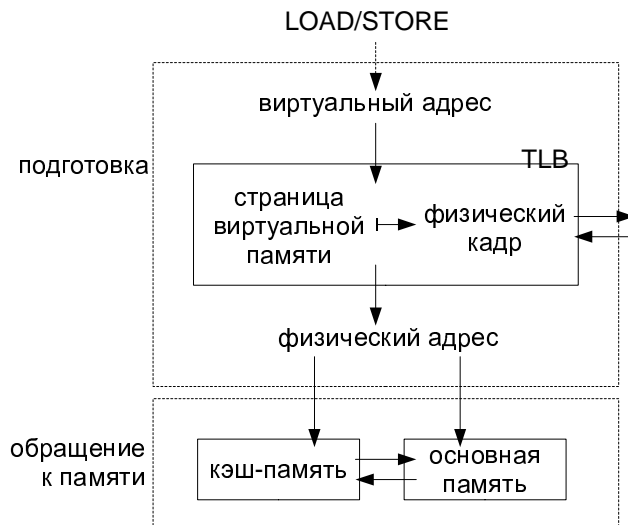 LOAD/STORE
виртуальный адрес
подготовка
TLB
страница
виртуальной
памяти
физический
кадр
физический адрес
обращение
к памяти
кэш-память
основная
память